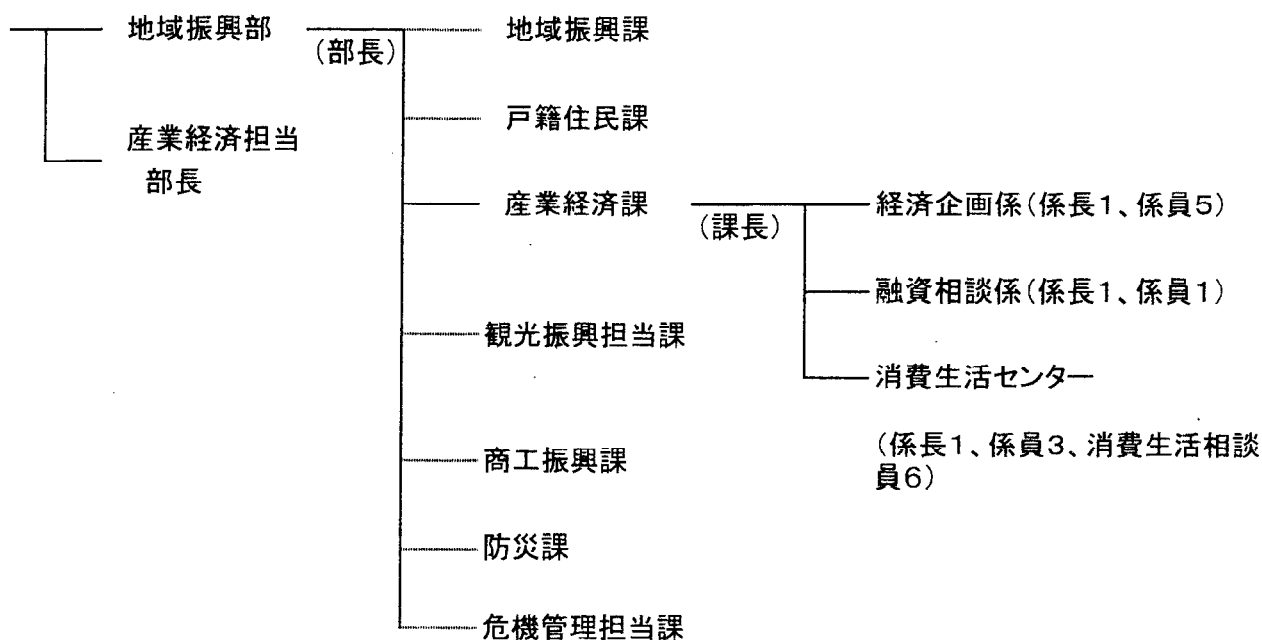 地域振興部
(部長)
地域振興課
戸籍住民課
産業経済担当
部長
産業経済課
(課長)
経済企画係(係長1、係員5)
融資相談係(係長1、係員1)
観光振興担当課
消費生活センター
(係長1、係員3、消費生活相談
員6)
商工振興課
防災課
危機管理担当課